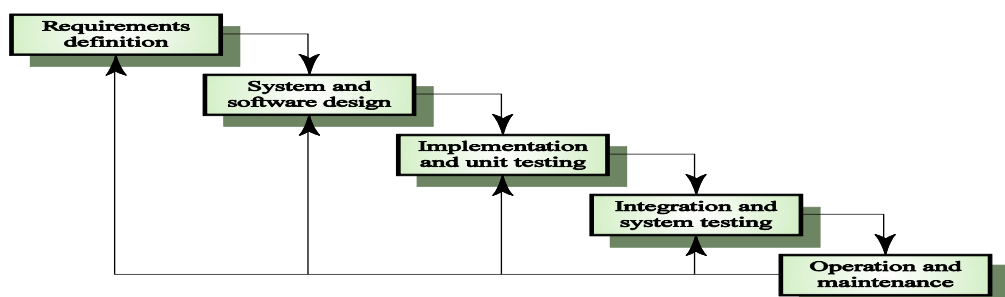 Requirements
definition
System and
software design
Implementation
and unit testing
Integration and
system testing
Operation and
maintenance